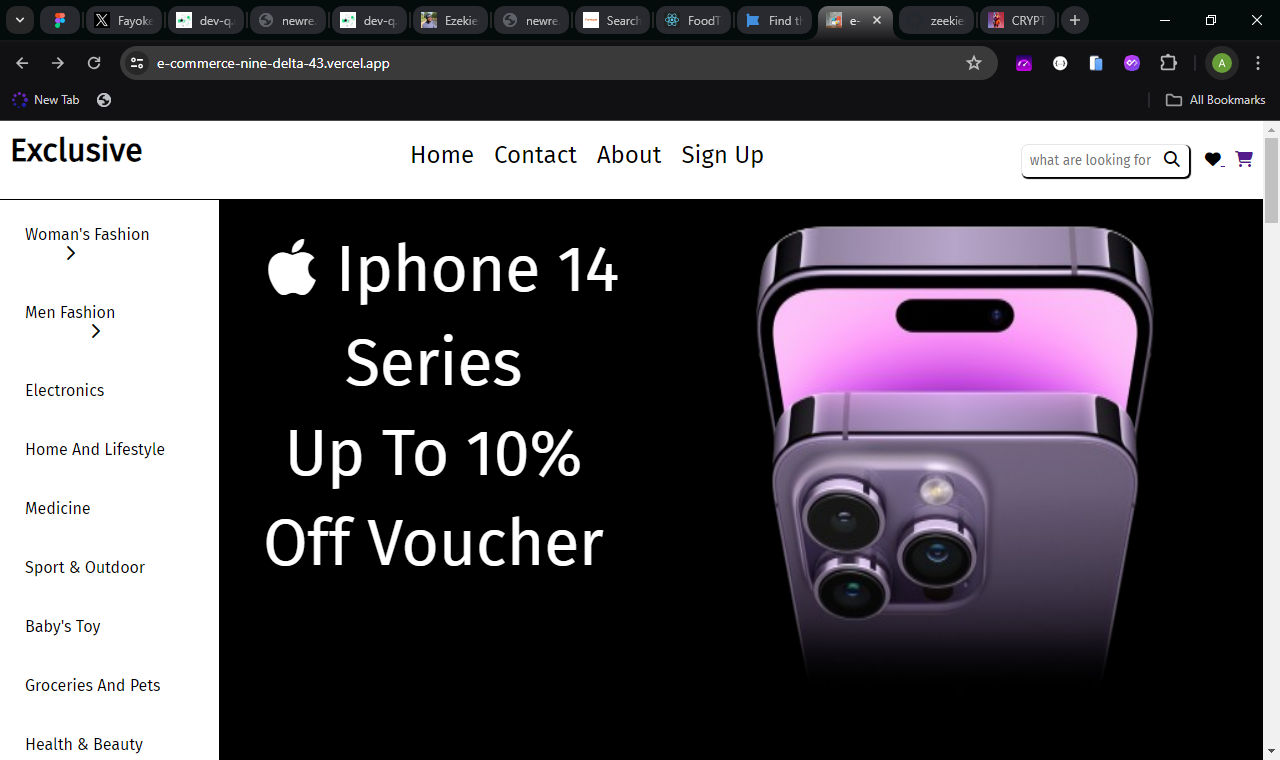 Fayoke
dev-q.
newre.
dev-q.
Ezekie
newre.
Search
FoodT
Find th
e-
zeekie
CRYPT
e-commerce-nine-delta-43.vercel.app
A
New Tab
All Bookmarks
Exclusive
Home Contact About Sign Up
what are looking for
Woman's Fashion
Men Fashion
Electronics
Home And Lifestyle
Medicine
Sport & Outdoor
Baby's Toy
Groceries And Pets
Health & Beauty
Iphone 14
Series
Up To 10%
Off Voucher